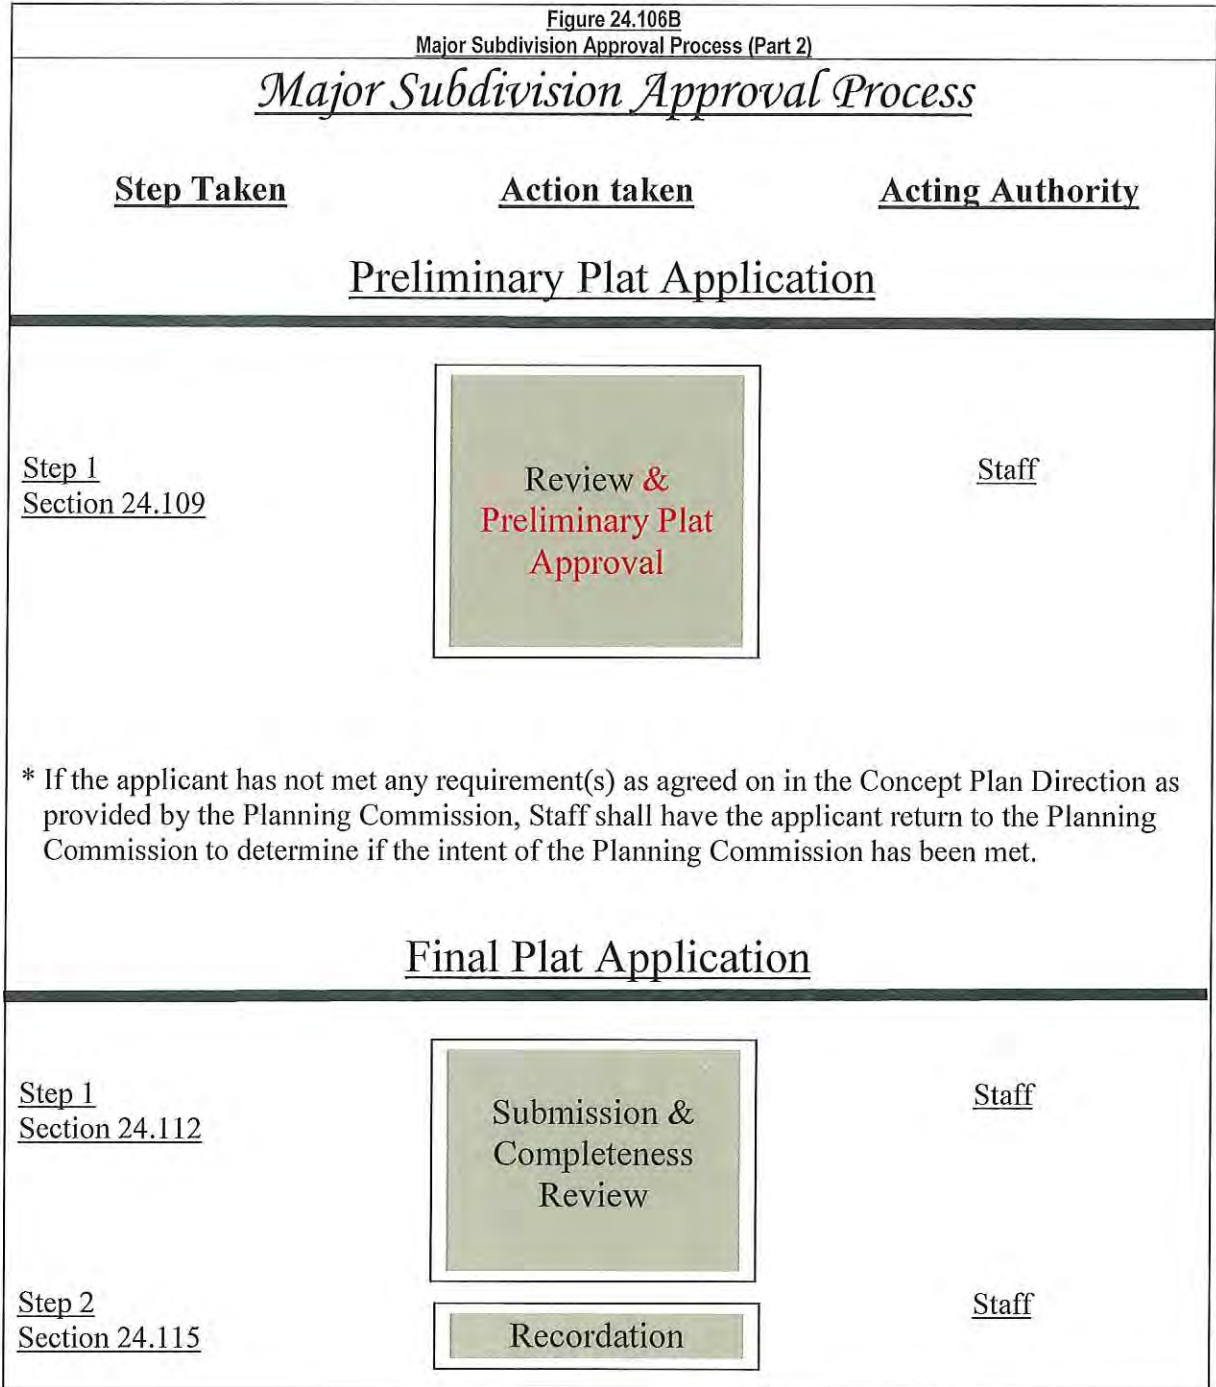 Figure 24.106B
Major Subdivision Approval Process (Part 2)
Major Subdivision Approval Process
Step Taken Action taken Acting Authority
Preliminary Plat Application
Step 1
Section 24.109
Review &
Preliminary Plat
Approval
Staff
* If the applicant has not met any requirement(s) as agreed on in the Concept Plan Direction as
provided by the Planning Commission, Staff shall have the applicant return to the Planning
Commission to determine if the intent of the Planning Commission has been met.
Final Plat Application
Step 1
Section 24.112
Submission &
Completeness
Review
Staff
Step 2
Section 24.115
Recordation
Staff